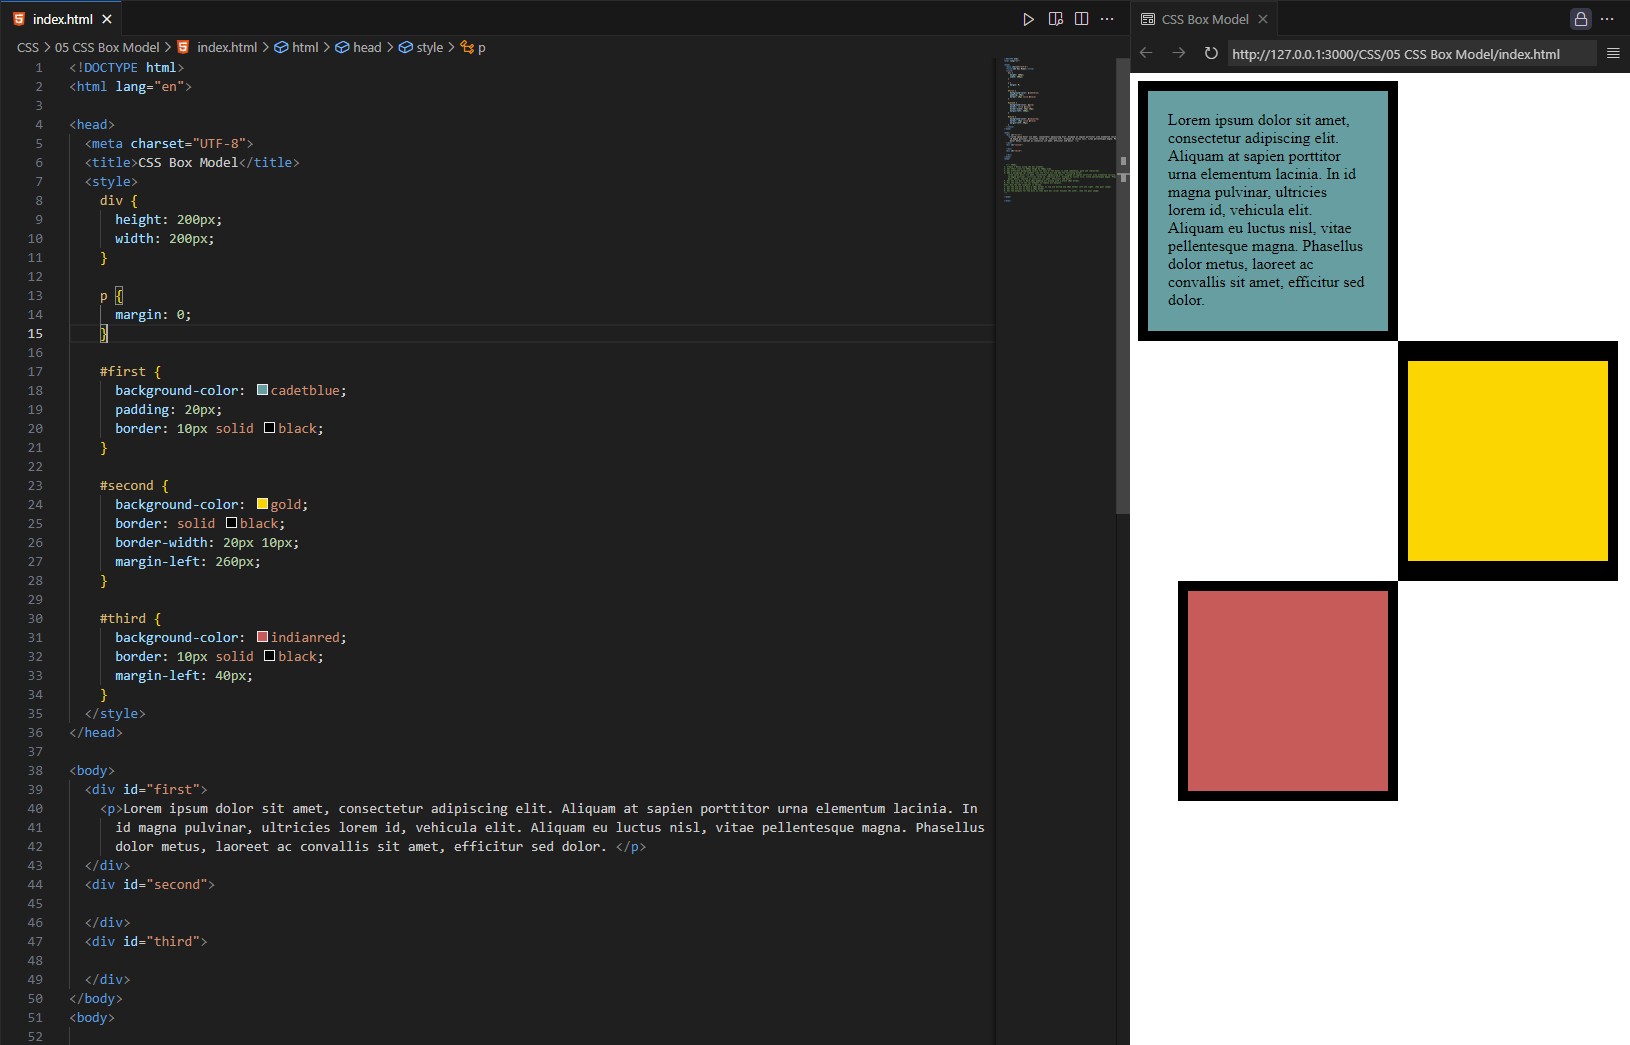 index.html
CSS > 05 CSS Box Model > index.html > html > head > style > p
1 <!DOCTYPE html>
2 <html lang="en">
3
4 <head>
5 <meta charset="UTF-8">
6 <title>CSS Box Model</title>
7 <style>
8 div {
9 height: 200px;
10 width: 200px;
11 }
12
13 p {
14 margin: 0;
15 }
16
17 #first {
18 background-color: cadetblue;
19 padding: 20px;
20 border: 10px solid black;
21 }
22
23 #second {
24 background-color: gold;
25 border: solid black;
26 border-width: 20px 10px;
27 margin-left: 260px;
28 }
29
30 #third {
31 background-color: indianred;
32 border: 10px solid black;
33 margin-left: 40px;
34 }
35 </style>
36 </head>
37
38 <body>
39 <div id="first">
40 <p>Lorem ipsum dolor sit amet, consectetur adipiscing elit. Aliquam at sapien porttitor urna elementum lacinia. In
41 id magna pulvinar, ultricies lorem id, vehicula elit. Aliquam eu luctus nisl, vitae pellentesque magna. Phasellus
42 dolor metus, laoreet ac convallis sit amet, efficitur sed dolor. </p>
43 </div>
44 <div id="second">
45
46 </div>
47 <div id="third">
48
49 </div>
50 </body>
51 <body>
52
CSS Box Model
http://127.0.0.1:3000/CSS/05 CSS Box Model/index.html
Lorem ipsum dolor sit amet,
consectetur adipiscing elit.
Aliquam at sapien porttitor
urna elementum lacinia. In id
magna pulvinar, ultricies
lorem id, vehicula elit.
Aliquam eu luctus nisl, vitae
pellentesque magna. Phasellus
dolor metus, laoreet ac
convallis sit amet, efficitur sed
dolor.